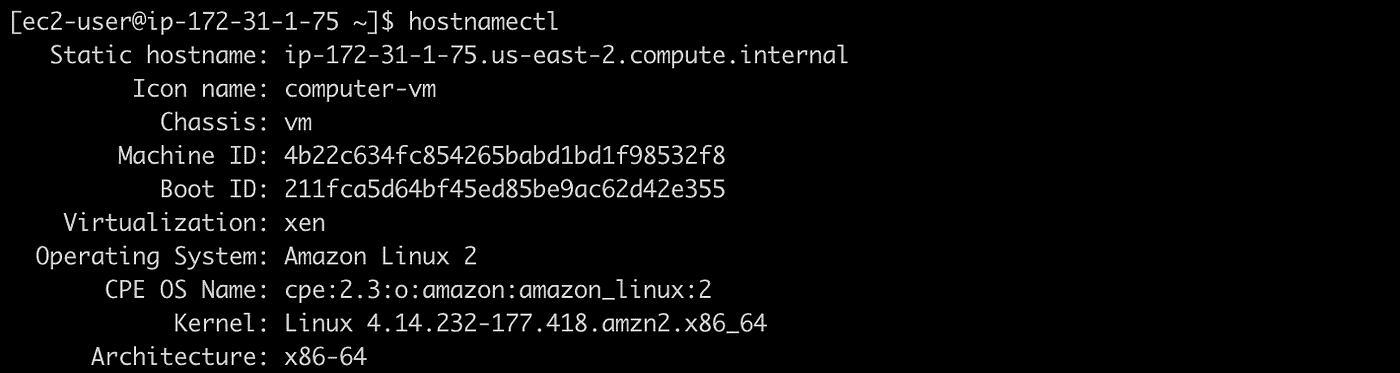 [ec2-user@ip-172-31-1-75 ~]$ hostnamectl
Static hostname: ip-172-31-1-75.us-east-2.compute.internal
Icon name: computer-vm
Chassis: vm
Machine ID: 4b22c634fc854265babd1bd1f98532f8
Boot ID: 211fca5d64bf45ed85be9ac62d42e355
Virtualization: xen
Operating System: Amazon Linux 2
CPE OS Name: cpe:2.3:o:amazon:amazon_linux:2
Kernel: Linux 4.14.232-177.418.amzn2.x86_64
Architecture: x86-64